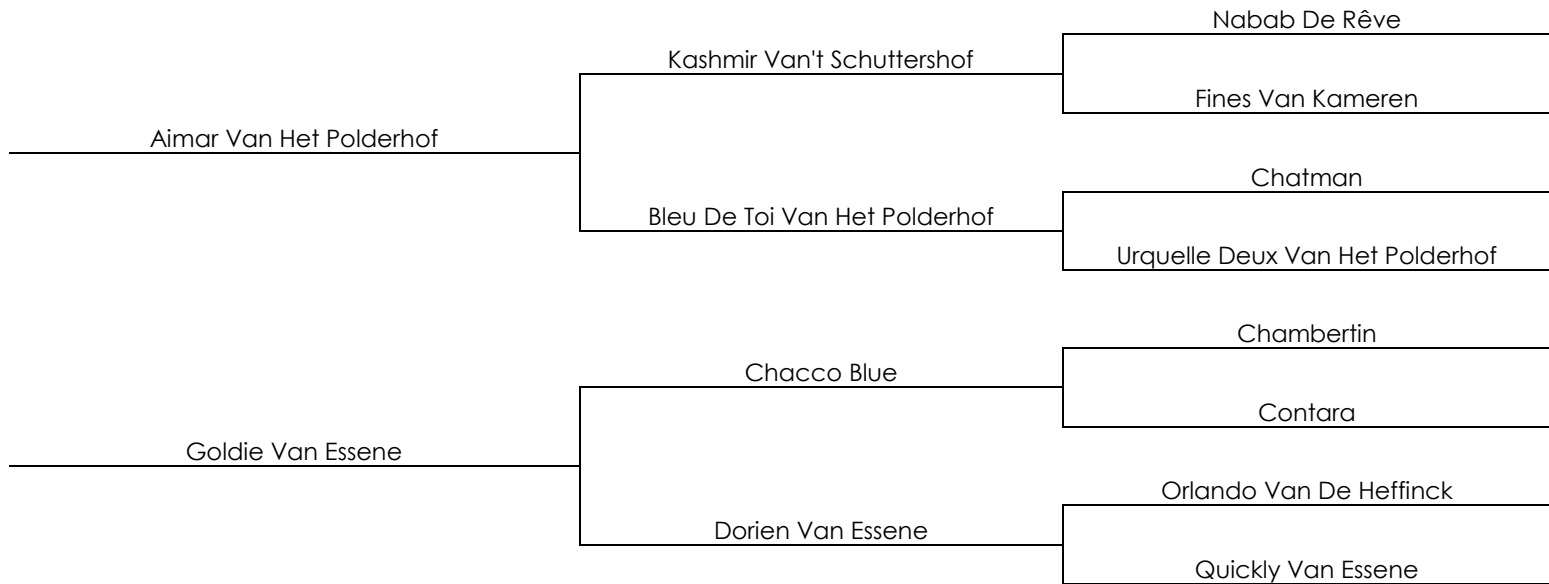 Nabab De Rêve
Kashmir Van't Schuttershof
Fines Van Kameren
Aimar Van Het Polderhof
Chatman
Bleu De Toi Van Het Polderhof
Urquelle Deux Van Het Polderhof
Chambertin
Chacco Blue
Contara
Goldie Van Essene
Orlando Van De Heffinck
Dorien Van Essene
Quickly Van Essene